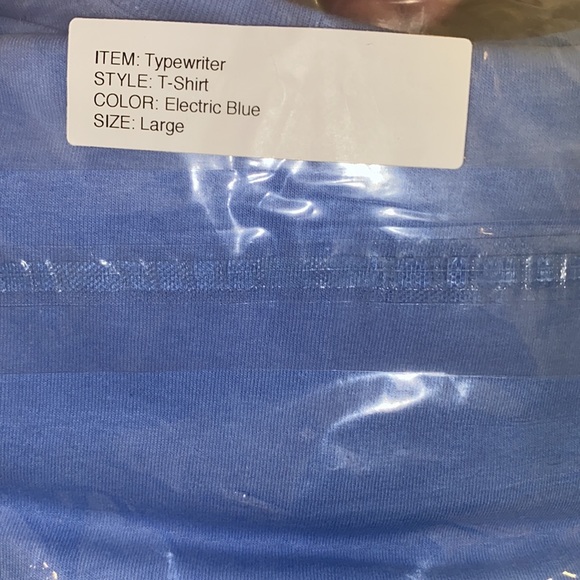 ITEM: Typewriter
STYLE: T-Shirt
COLOR: Electric Blue
SIZE: Large